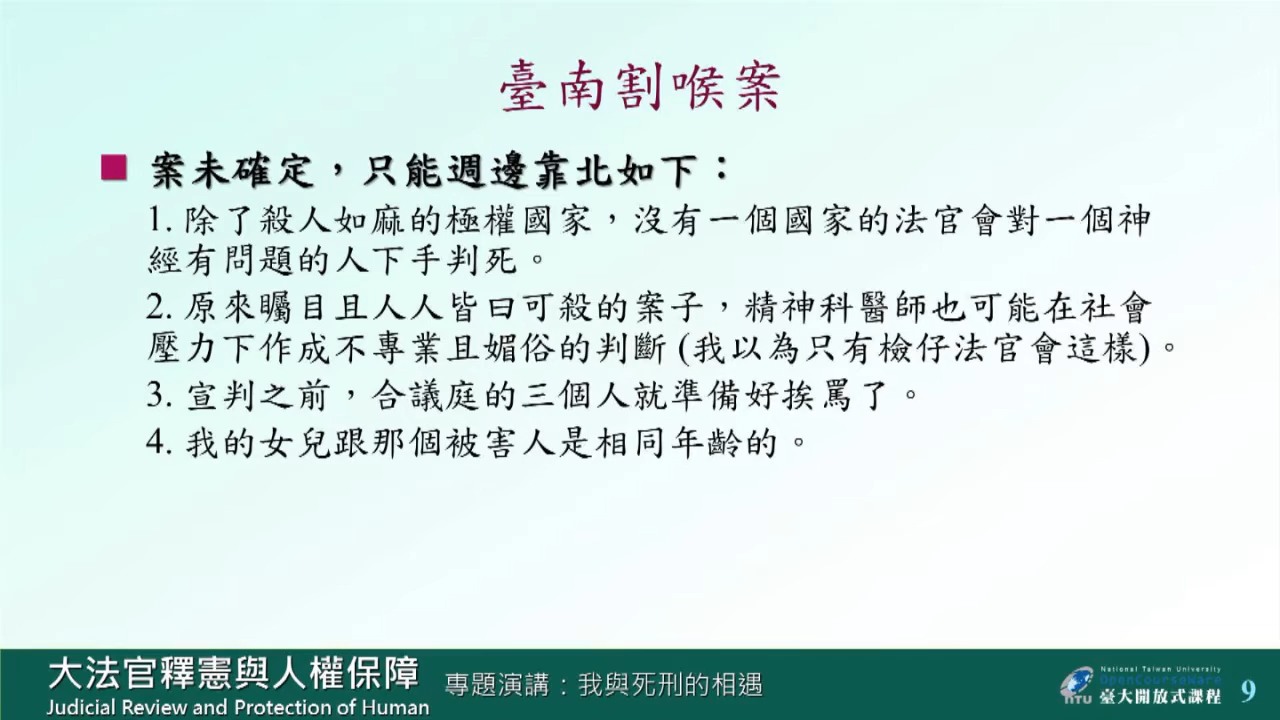 臺南割喉案
案未確定，只能週邊靠北如下：
1. 除了殺人如麻的極權國家，沒有一個國家的法官會對一個神
經有問題的人下手判死。
2. 原來矚目且人人皆曰可殺的案子，精神科醫師也可能在社會
壓力下作成不專業且媚俗的判斷 (我以為只有檢仔法官會這樣)。
3. 宣判之前，合議庭的三個人就準備好挨罵了。
4. 我的女兒跟那個被害人是相同年齡的。
大法官釋憲與人權保障
專題演講：我與死刑的相遇
Judicial Review and Protection of Human
National Taiwan University
OpenCourseWare
NTU 臺大開放式課程
9